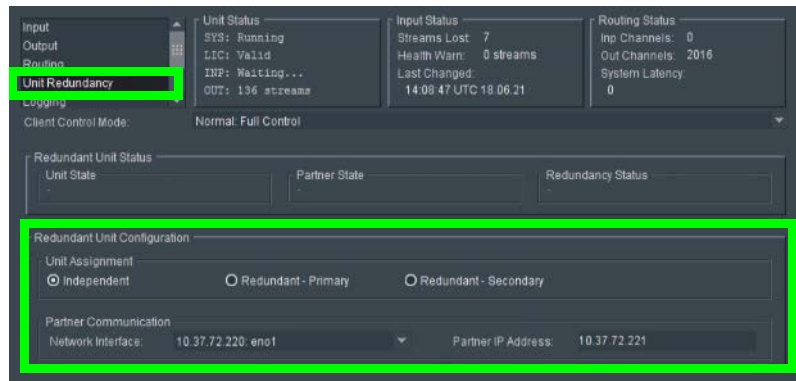 Input
Output
Routing
Unit Redundancy
Logging
Unit Status
SYS: Running
LIC: Valid
INP: Waiting...
OUT: 136 streams
Input Status
Streams Lost: 7
Health Warn: 0 streams
Last Changed:
14:08:47 UTC 18.06.21
Routing Status
Inp Channels: 0
Out Channels: 2016
System Latency:
0
Client Control Mode: Normal: Full Control
Redundant Unit Status
Unit State
-
Partner State
-
Redundancy Status
-
Redundant Unit Configuration
Unit Assignment
Independent Redundant - Primary Redundant - Secondary
Partner Communication
Network Interface: 10.37.72.220: eno1 Partner IP Address: 10.37.72.221